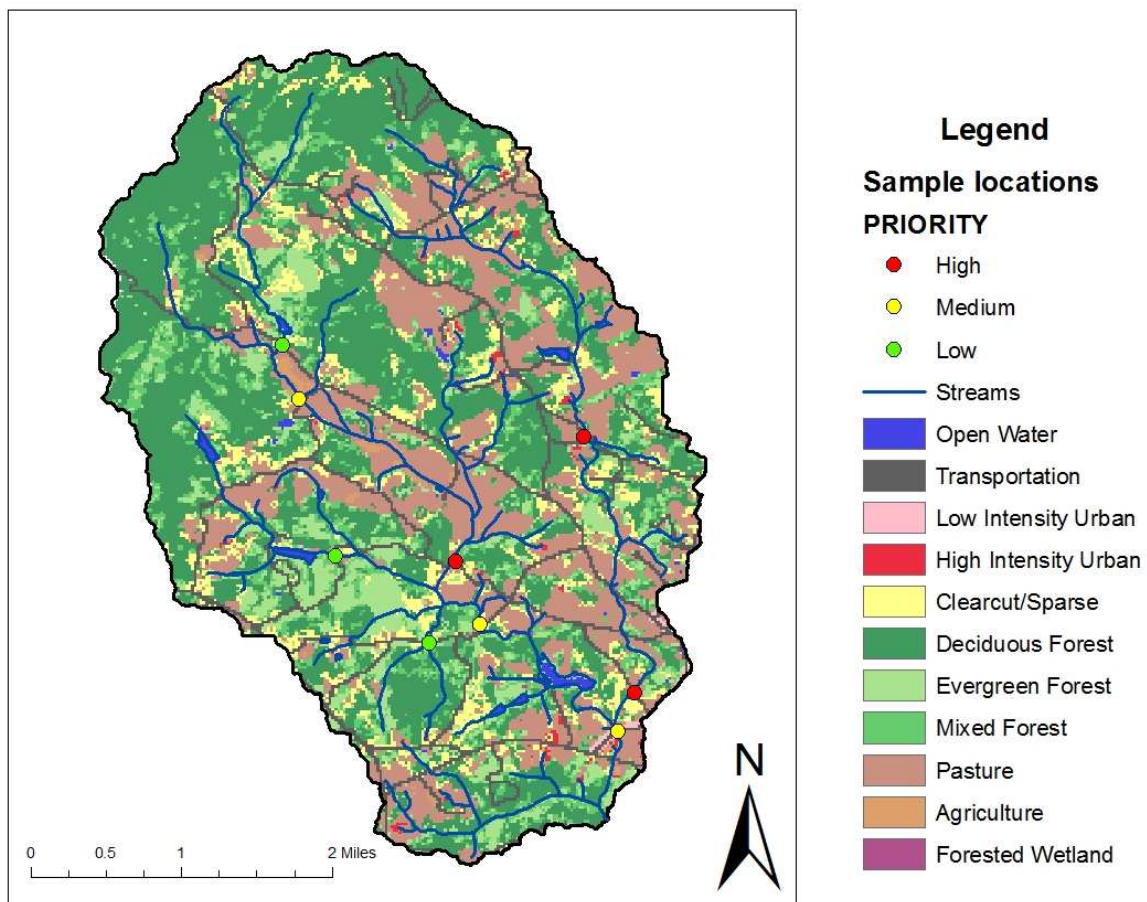 Legend
Sample locations
PRIORITY
High
Medium
Low
Streams
Open Water
Transportation
Low Intensity Urban
High Intensity Urban
Clearcut/Sparse
Deciduous Forest
Evergreen Forest
Mixed Forest
Pasture
Agriculture
Forested Wetland
N
0 0.5 1 2 Miles